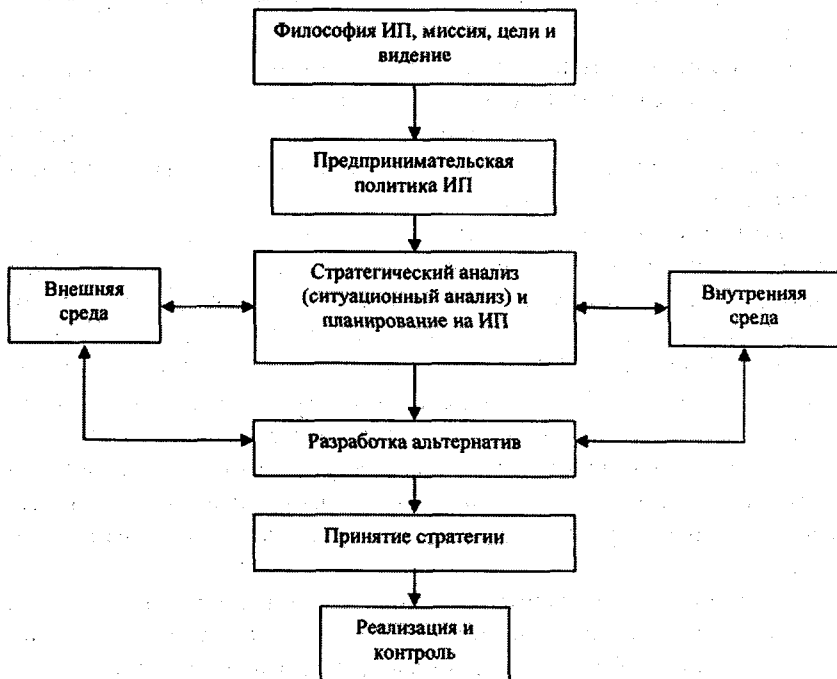 Философия ИП, миссия, цели и
видение
Предпринимательская
политика ИП
Стратегический анализ
(ситуационный анализ) и
планирование на ИП
Внешняя
среда
Внутренняя
среда
Разработка альтернатив
Принятие стратегии
Реализация и
контроль